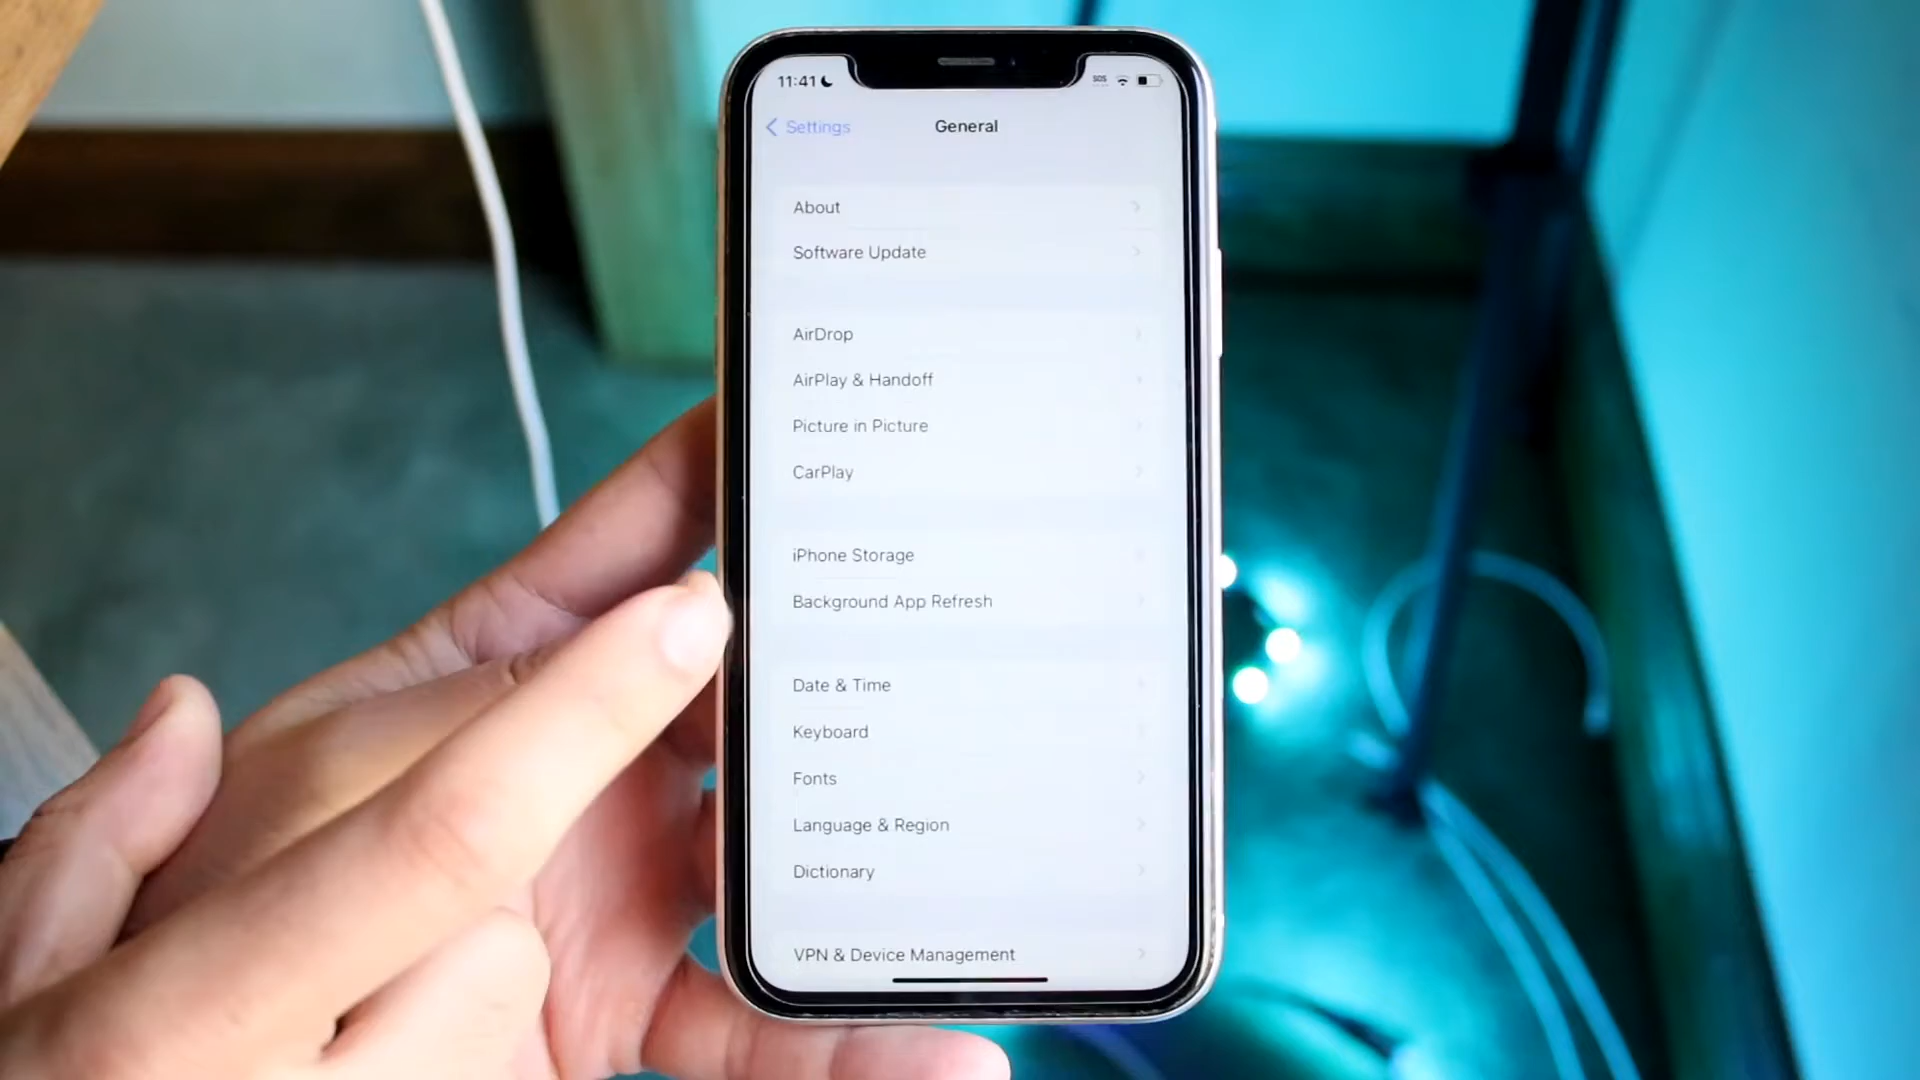 11:41
SOS
Settings
General
About
Software Update
AirDrop
AirPlay & Handoff
Picture in Picture
CarPlay
iPhone Storage
Background App Refresh
Date & Time
Keyboard
Fonts
Language & Region
Dictionary
VPN & Device Management